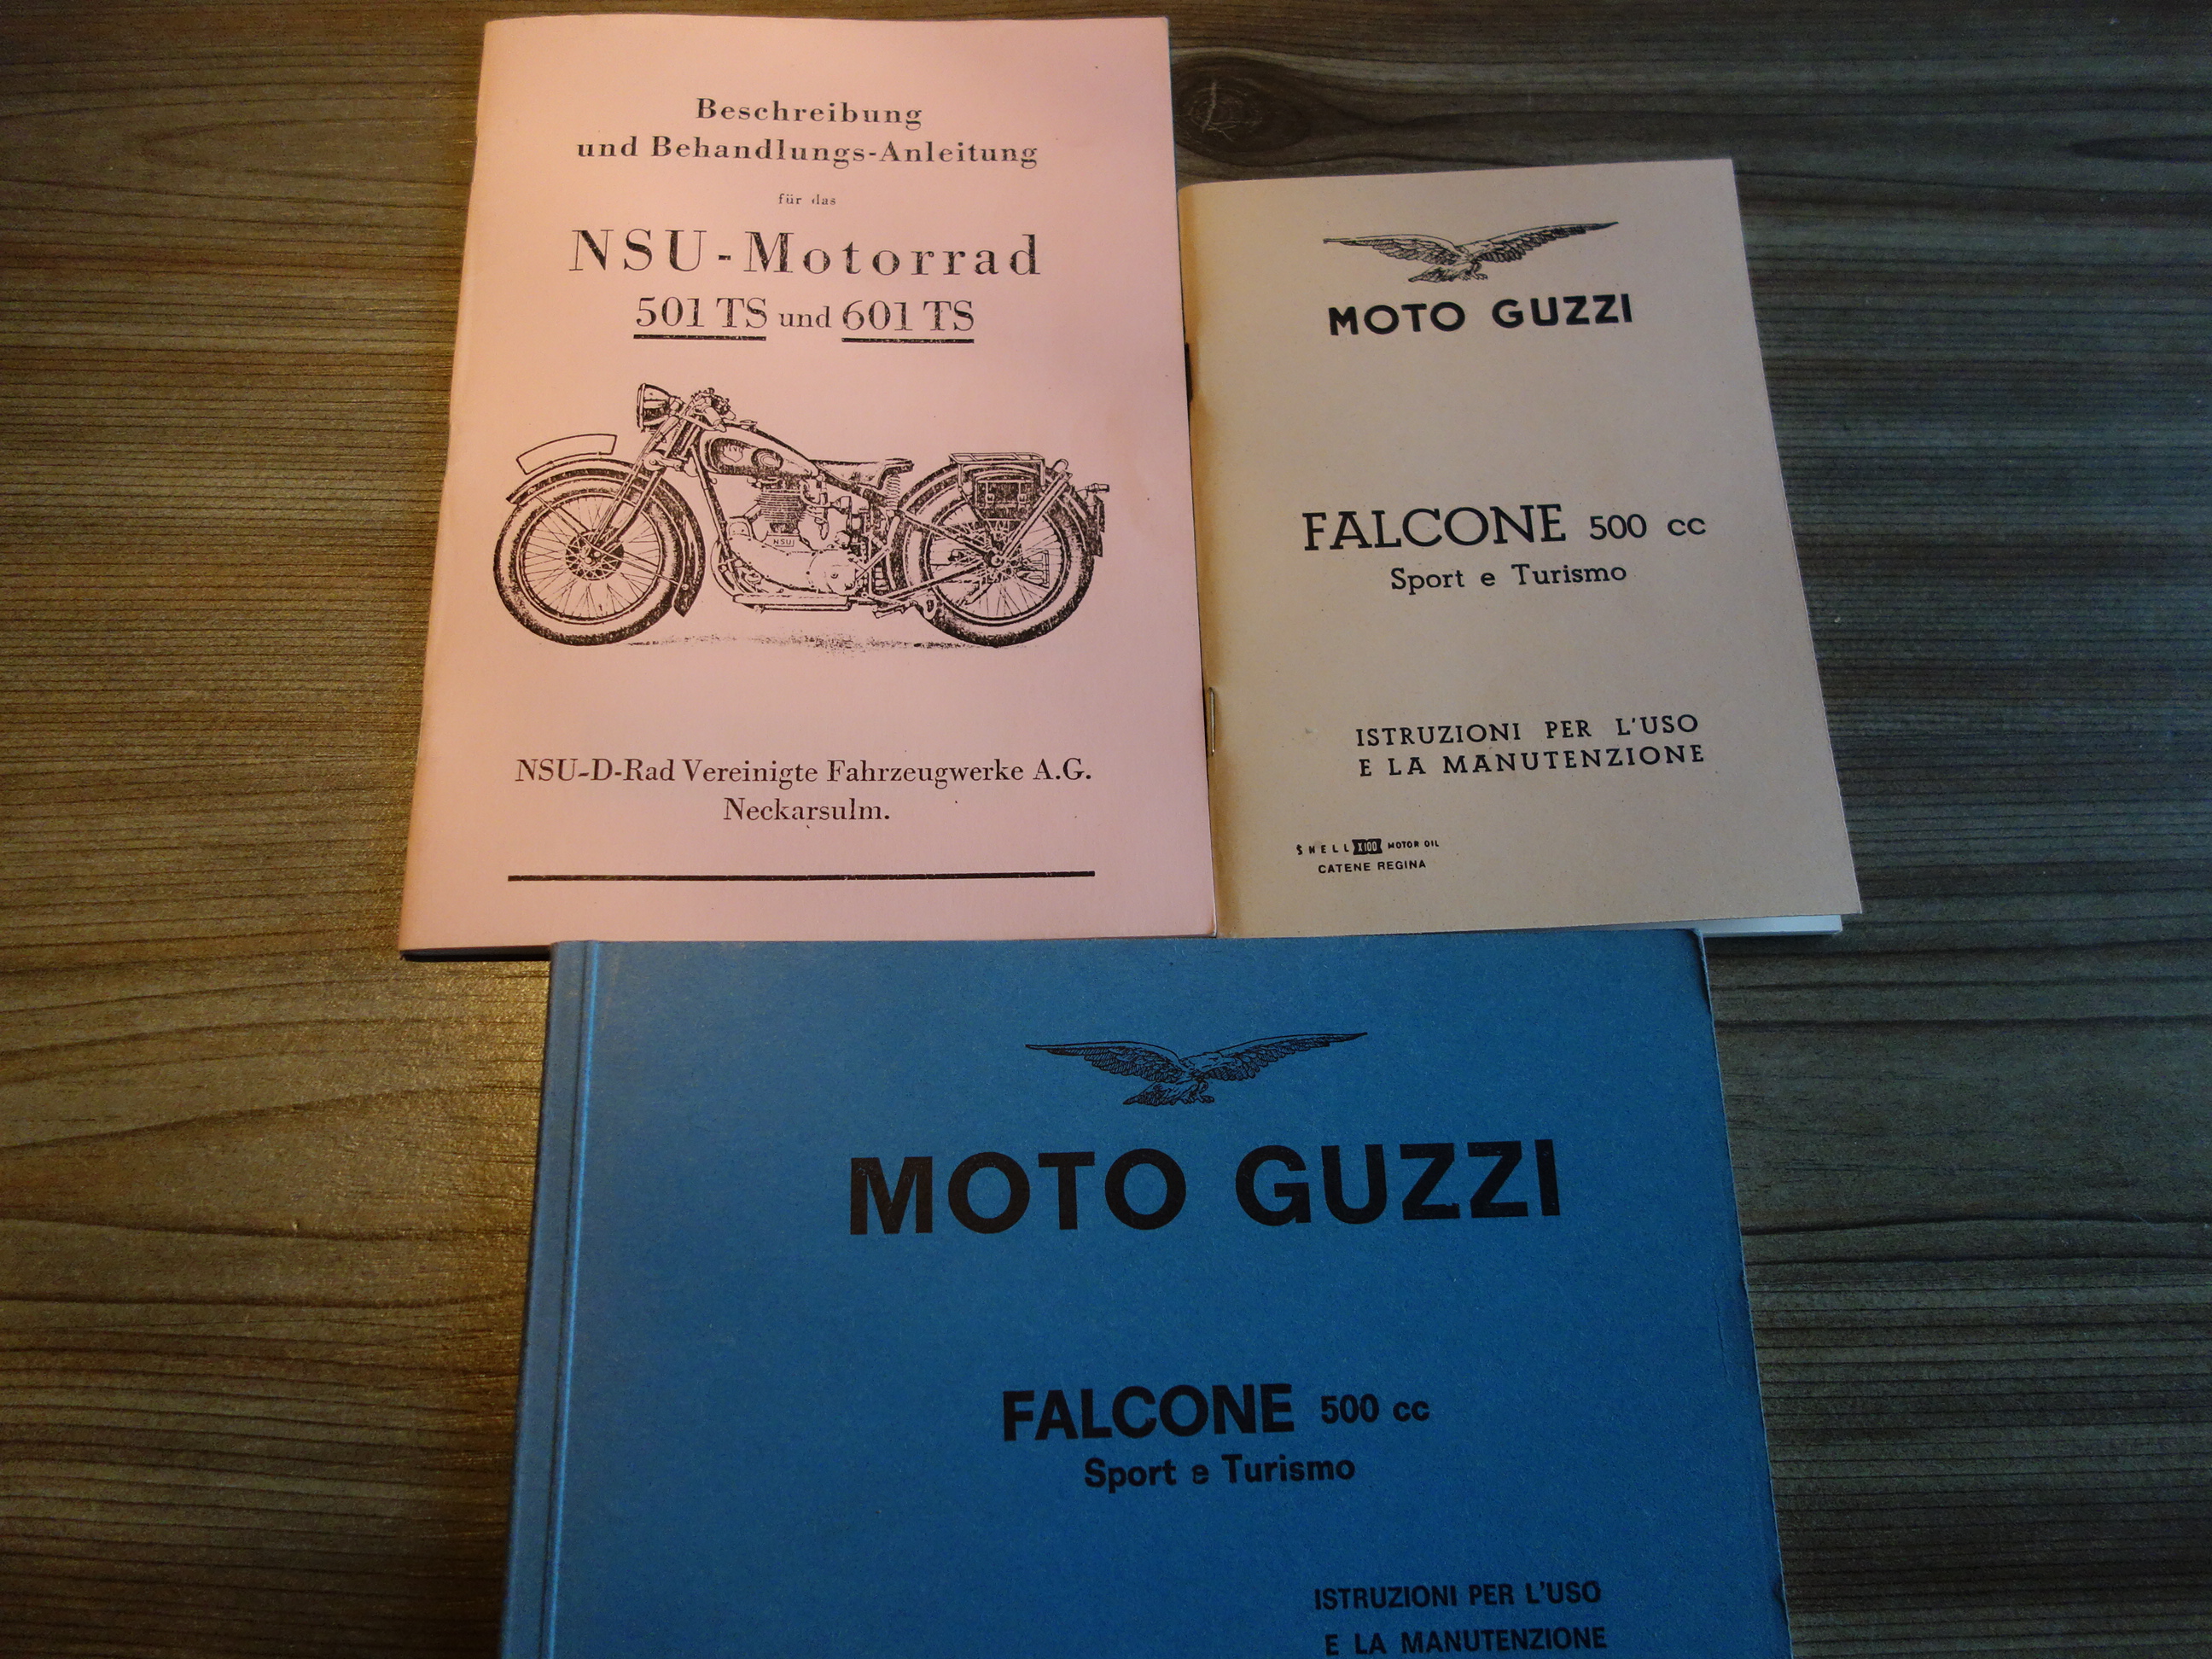 Beschreibung
und Behandlungs-Anleitung
für das
NSU-Motorrad
501 TS und 601 TS
NSU
NSU-D-Rad Vereinigte Fahrzeugwerke A.G.
Neckarsulm.
MOTO GUZZI
FALCONE 500 cc
Sport e Turismo
ISTRUZIONI PER L'USO
E LA MANUTENZIONE
SHELL X100 MOTOR OIL
CATENE REGINA
MOTO GUZZI
FALCONE 500 cc
Sport e Turismo
ISTRUZIONI PER L'USO
E LA MANUTENZIONE